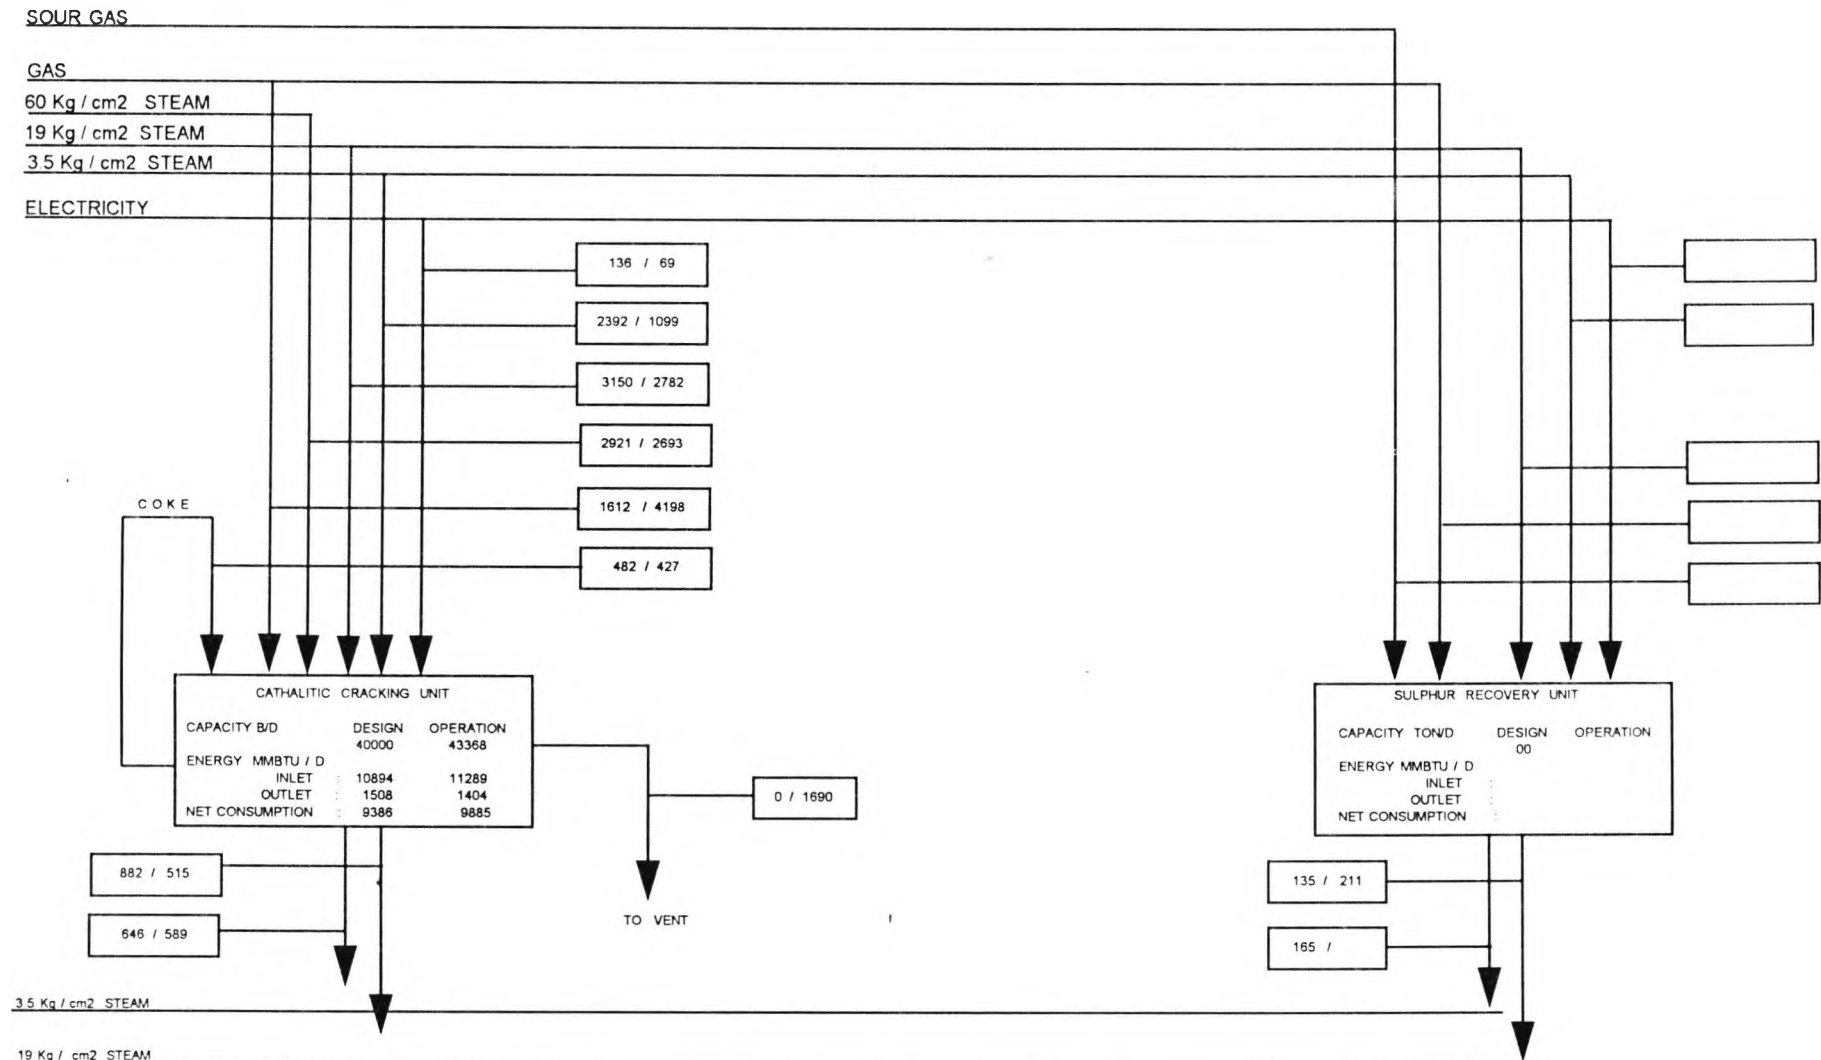 SOUR GAS
GAS
60 Kg / cm2 STEAM
19 Kg / cm2 STEAM
3.5 Kg / cm2 STEAM
ELECTRICITY
136 / 69
2392 / 1099
3150 / 2782
2921 / 2693
1612 / 4198
482 / 427
COKE
CATHALITIC CRACKING UNIT
CAPACITY B/D DESIGN OPERATION
40000 43368
ENERGY MMBTU / D
INLET : 10894 11289
OUTLET : 1508 1404
NET CONSUMPTION : 9386 9885
0 / 1690
882 / 515
646 / 589
TO VENT
SULPHUR RECOVERY UNIT
CAPACITY TON/D DESIGN OPERATION
00
ENERGY MMBTU / D
INLET :
OUTLET :
NET CONSUMPTION :
135 / 211
165 /
3.5 Kg / cm2 STEAM
19 Kg / cm2 STEAM